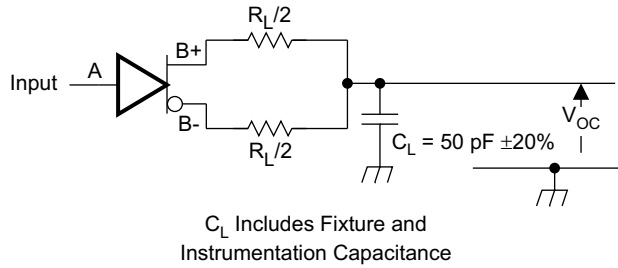 R_L/2
B+
A
Input
B-
R_L/2
V_OC
C_L = 50 pF ±20%
C_L Includes Fixture and
Instrumentation Capacitance